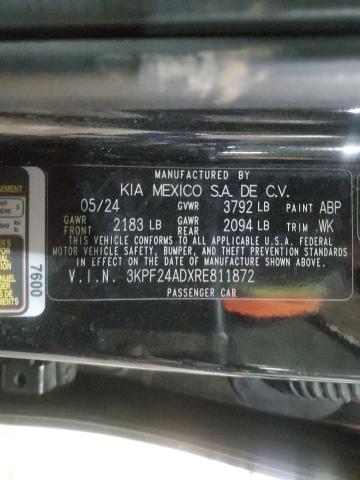 MANUFACTURED BY
KIA MEXICO S.A. DE C.V.
05/24 GVWR 3792 LB PAINT ABP
GAWR FRONT 2183 LB GAWR REAR 2094 LB TRIM .WK
THIS VEHICLE CONFORMS TO ALL APPLICABLE U.S.A. FEDERAL
MOTOR VEHICLE SAFETY, BUMPER, AND THEFT PREVENTION STANDARDS
IN EFFECT ON THE DATE OF MANUFACTURE SHOWN ABOVE.
V.I.N. 3KPF24ADXRE811872
PASSENGER CAR
7600